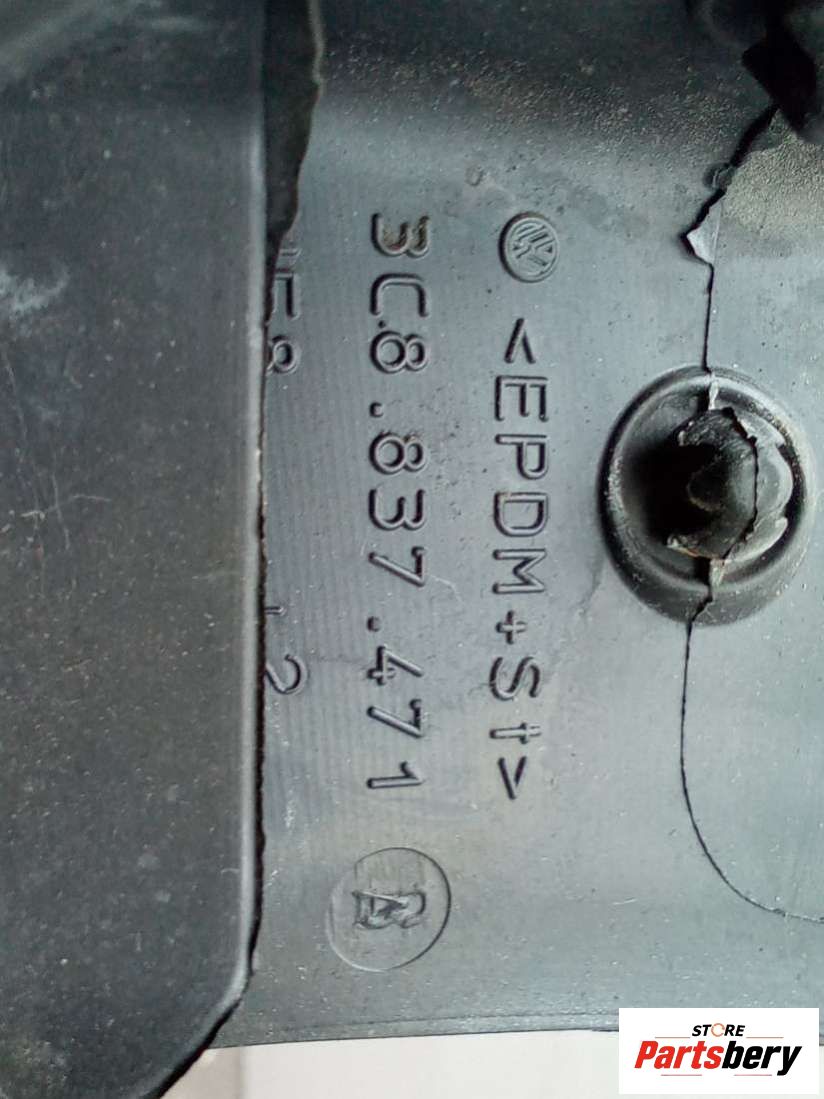 <EPDM+St>
3C8.837.471
STORE
Partsbery